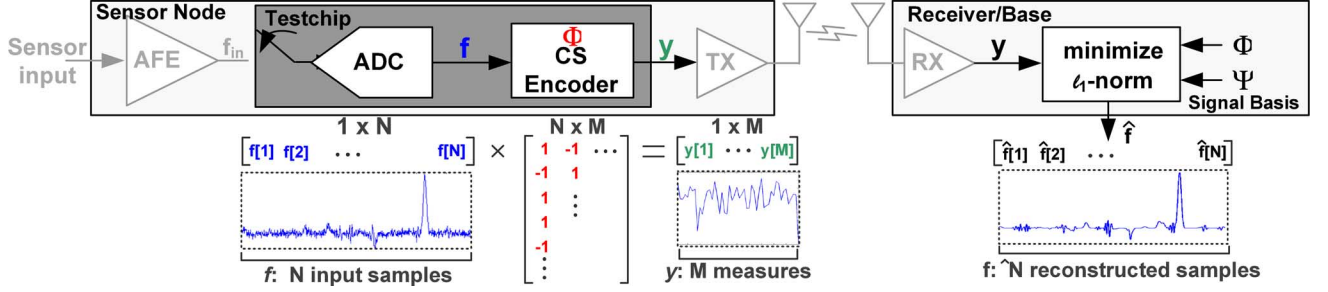 Sensor Node
Receiver/Base
Testchip
Sensor
input
AFE
f_in
ADC
f
Φ
CS
Encoder
y
TX
RX
y
minimize
ℓ₁-norm
Φ
Ψ
Signal Basis
f̂
1 x N
N x M
1 x M
f[1] f[2] ... f[N]
×
1 -1 ...
-1 1
1
⋮
1
-1
⋮
=
y[1] ... y[M]
f̂[1] f̂[2] ... f̂[N]
f: N input samples
y: M measures
f: ^N reconstructed samples